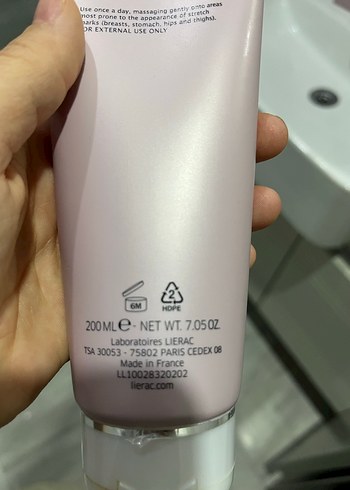 Use once a day, massaging gently onto areas
most prone to the appearance of stretch
marks (breasts, stomach, hips and thighs).
FOR EXTERNAL USE ONLY
6M
2
HDPE
200 ML ℮ - NET WT. 7.05 OZ.
Laboratoires LIERAC
TSA 30053 - 75802 PARIS CEDEX 08
Made in France
LL10028320202
lierac.com